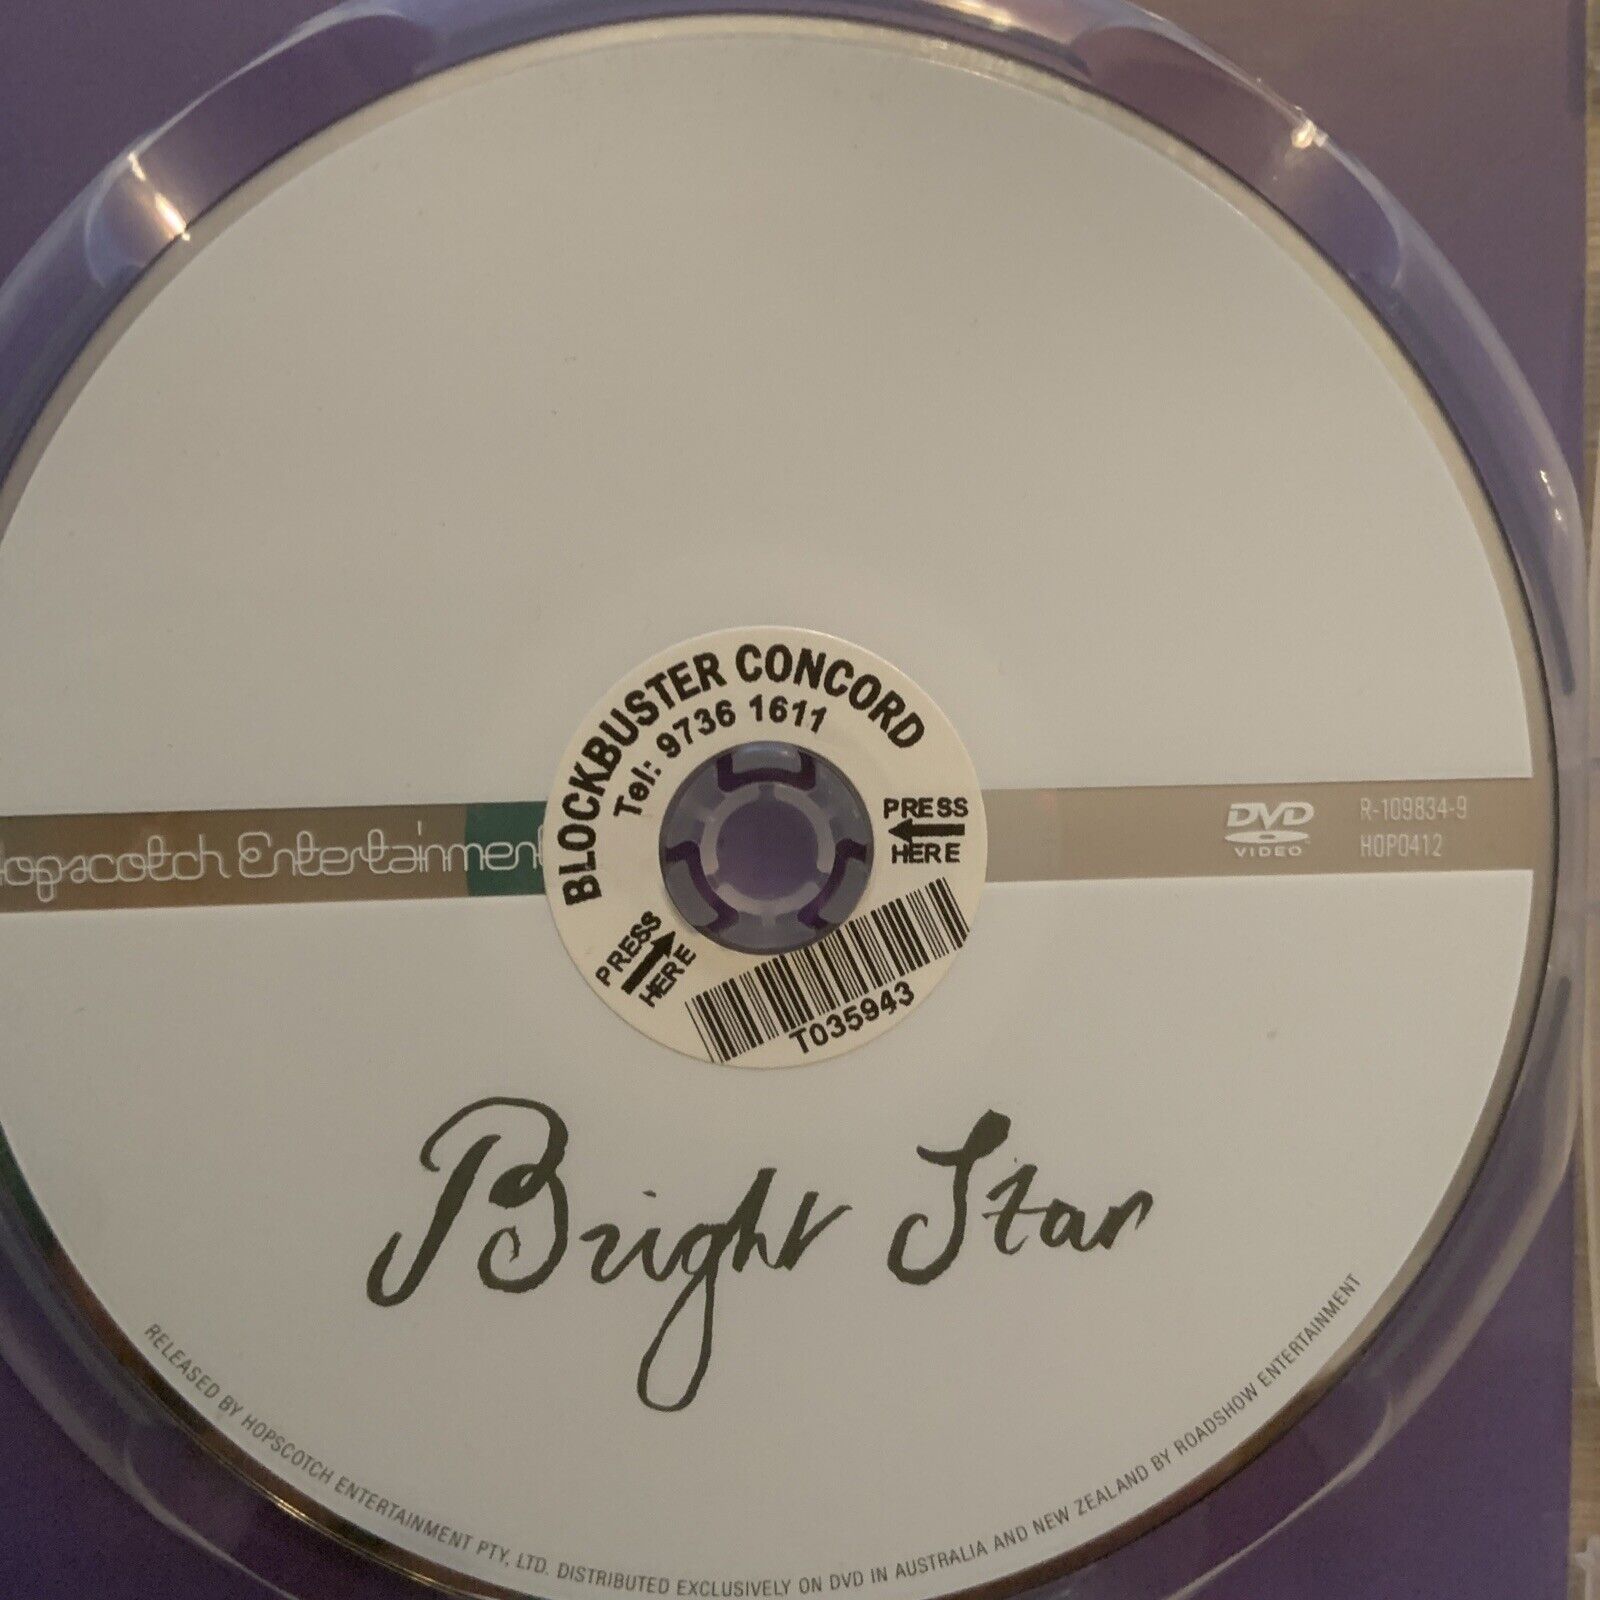 BLOCKBUSTER CONCORD
Tel: 9736 1611
PRESS
HERE
PRESS
HERE
T035943
opscotch Entertainment
DVD
VIDEO
R-109834-9
HOP0412
Bright Star
RELEASED BY HOPSCOTCH ENTERTAINMENT PTY, LTD. DISTRIBUTED EXCLUSIVELY ON DVD IN AUSTRALIA AND NEW ZEALAND BY ROADSHOW ENTERTAINMENT